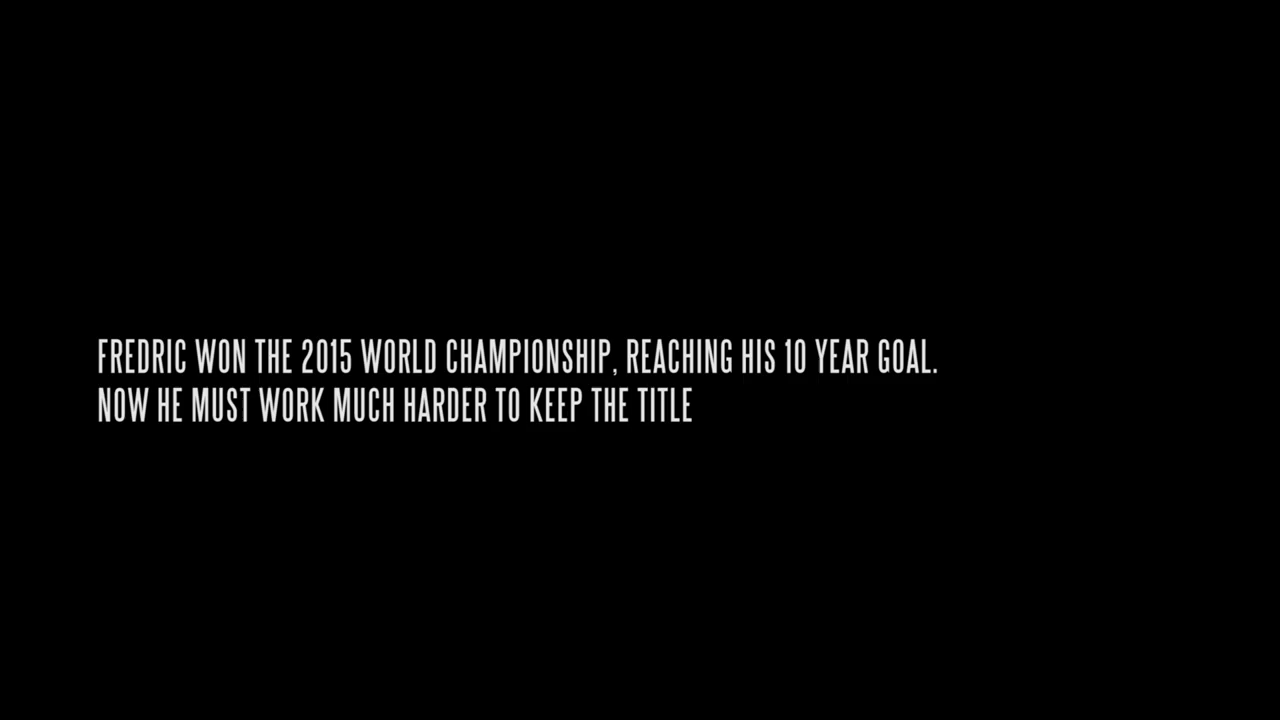 FREDRIC WON THE 2015 WORLD CHAMPIONSHIP, REACHING HIS 10 YEAR GOAL.
NOW HE MUST WORK MUCH HARDER TO KEEP THE TITLE